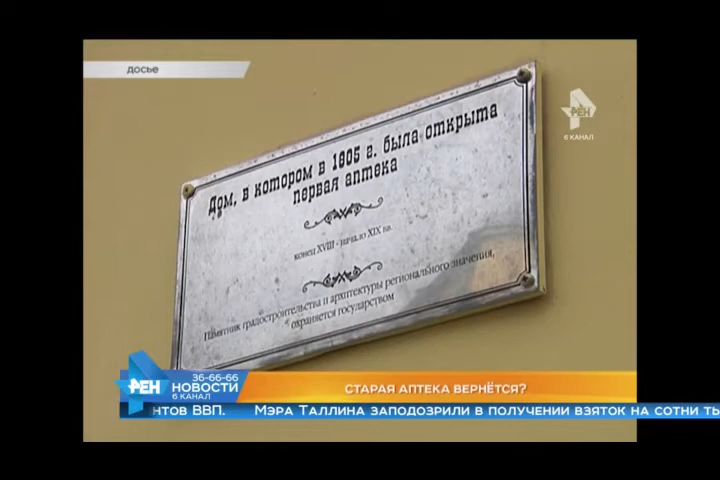 досье
РЕН
6 КАНАЛ
Дом, в котором в 1805 г. была открыта
первая аптека
конец XVIII - начало XIX вв.
Памятник градостроительства и архитектуры регионального значения,
охраняется государством
36-66-66
РЕН НОВОСТИ
6 КАНАЛ
СТАРАЯ АПТЕКА ВЕРНЁТСЯ?
нтов ВВП. Мэра Таллина заподозрили в получении взяток на сотни ты